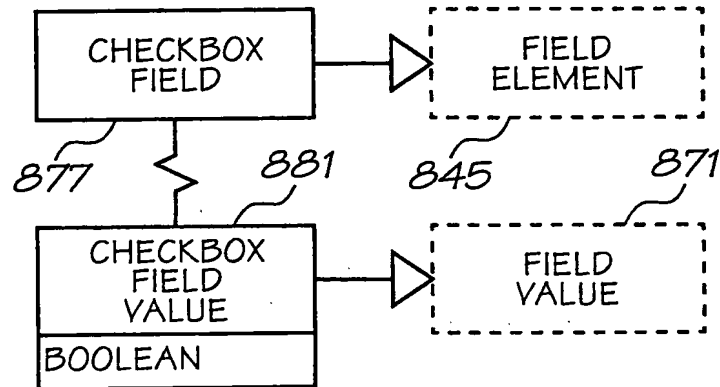 CHECKBOX
FIELD
FIELD
ELEMENT
877
845
881
871
CHECKBOX
FIELD
VALUE
FIELD
VALUE
BOOLEAN